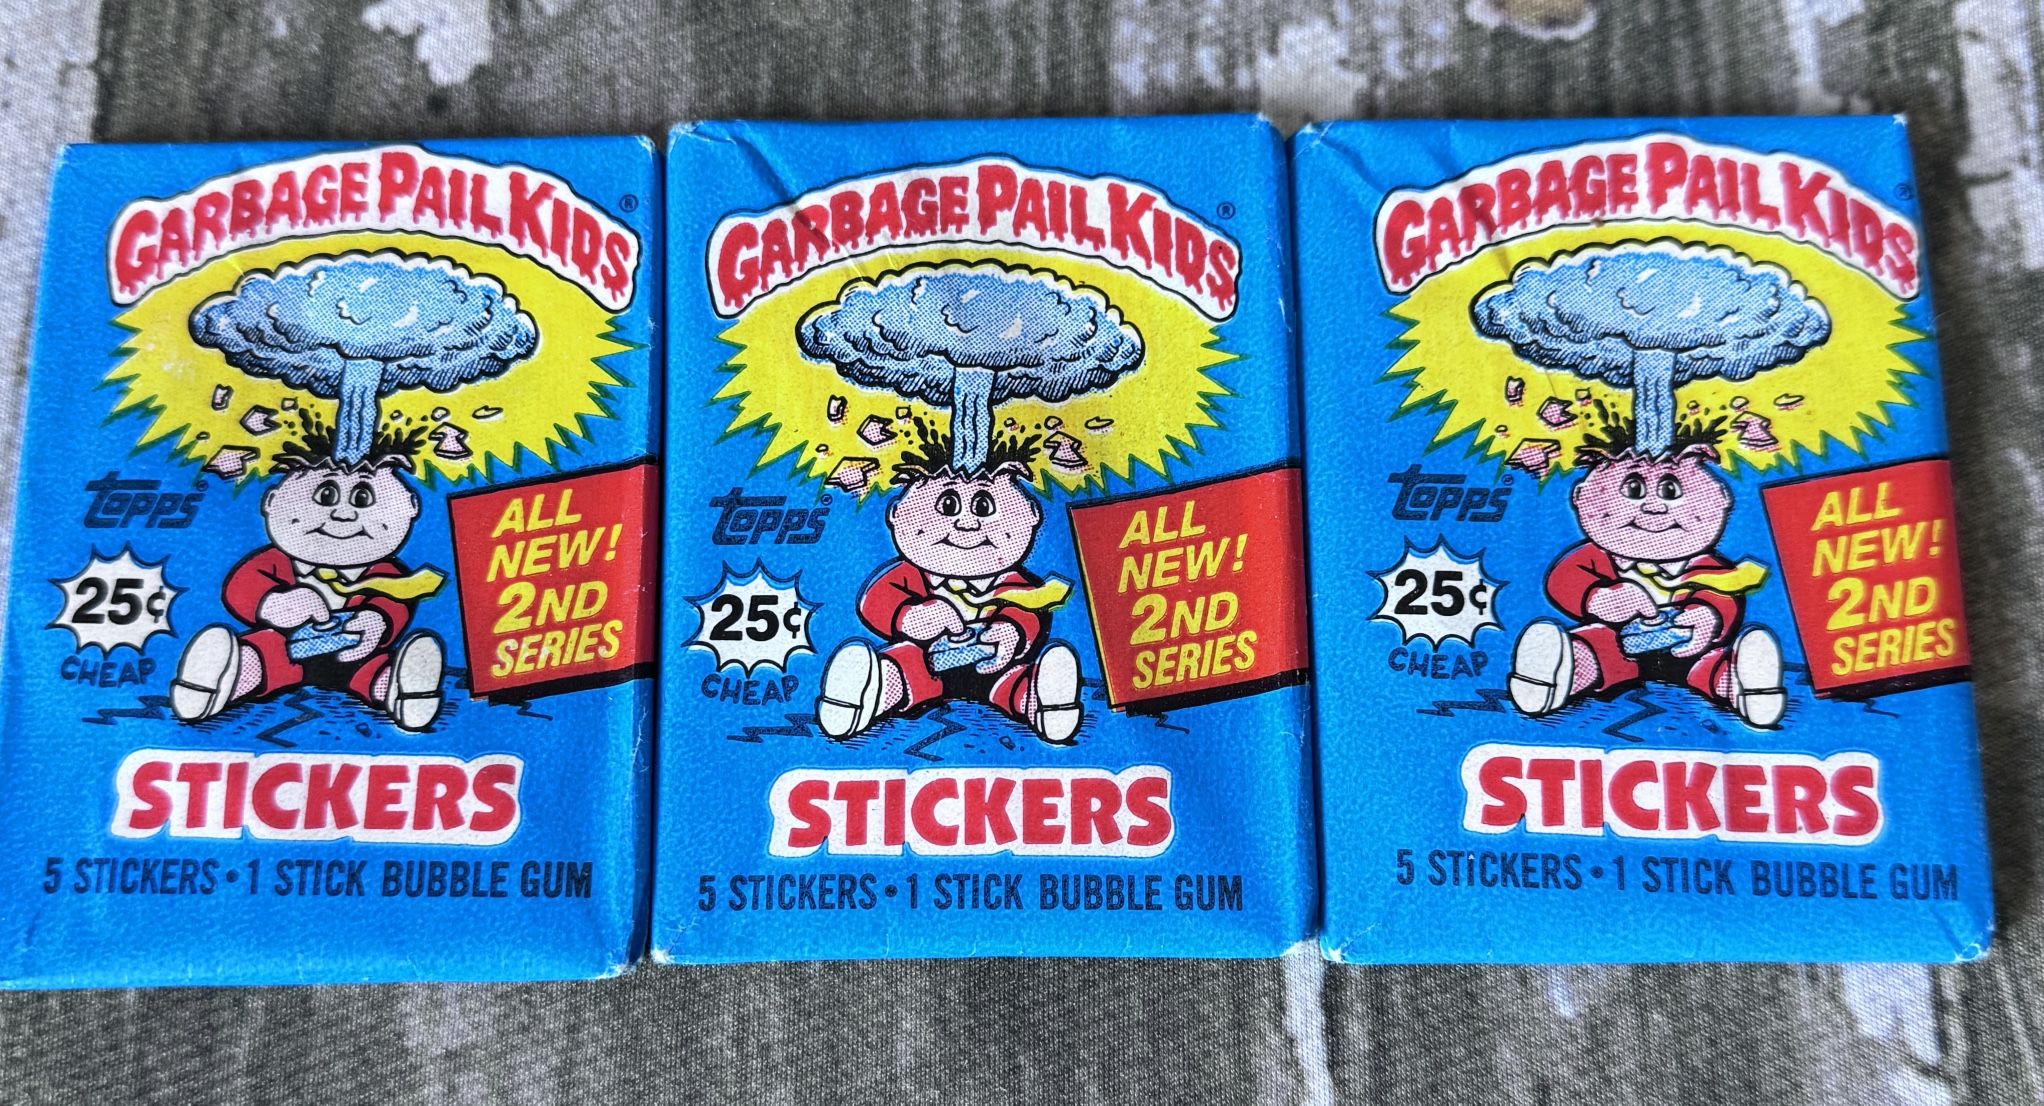 GARBAGE PAIL KIDS®
TOPPS®
25¢
CHEAP
ALL
NEW!
2ND
SERIES
STICKERS
5 STICKERS • 1 STICK BUBBLE GUM
GARBAGE PAIL KIDS®
TOPPS®
25¢
CHEAP
ALL
NEW!
2ND
SERIES
STICKERS
5 STICKERS • 1 STICK BUBBLE GUM
GARBAGE PAIL KIDS®
TOPPS®
25¢
CHEAP
ALL
NEW!
2ND
SERIES
STICKERS
5 STICKERS • 1 STICK BUBBLE GUM